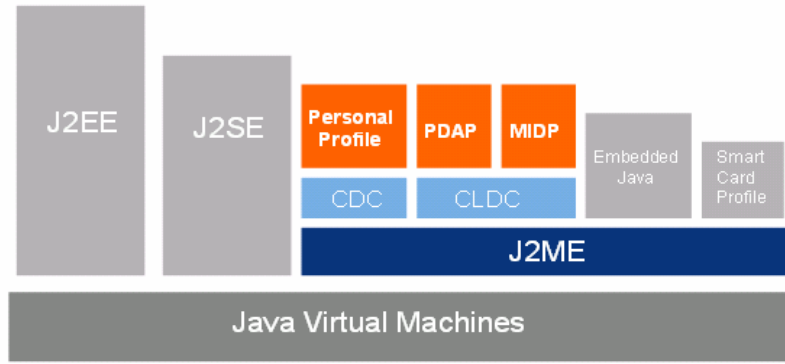 J2EE
J2SE
Personal
Profile
PDAP
MIDP
Embedded
Java
Smart
Card
Profile
CDC
CLDC
J2ME
Java Virtual Machines